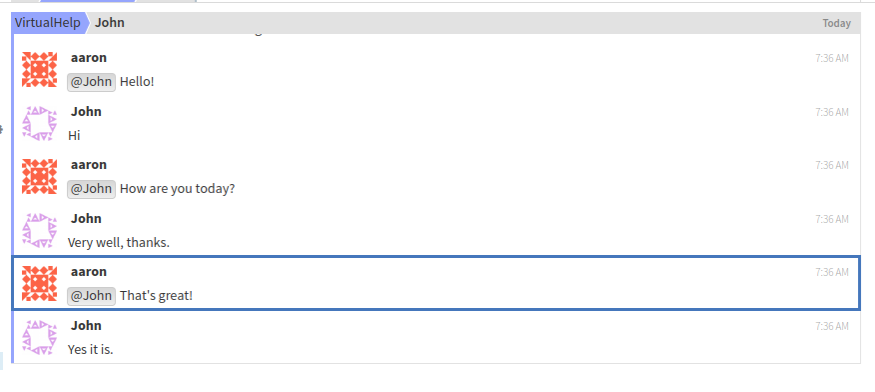 VirtualHelp John Today
aaron 7:36 AM
@John Hello!
John 7:36 AM
Hi
aaron 7:36 AM
@John How are you today?
John 7:36 AM
Very well, thanks.
aaron 7:36 AM
@John That's great!
John 7:36 AM
Yes it is.